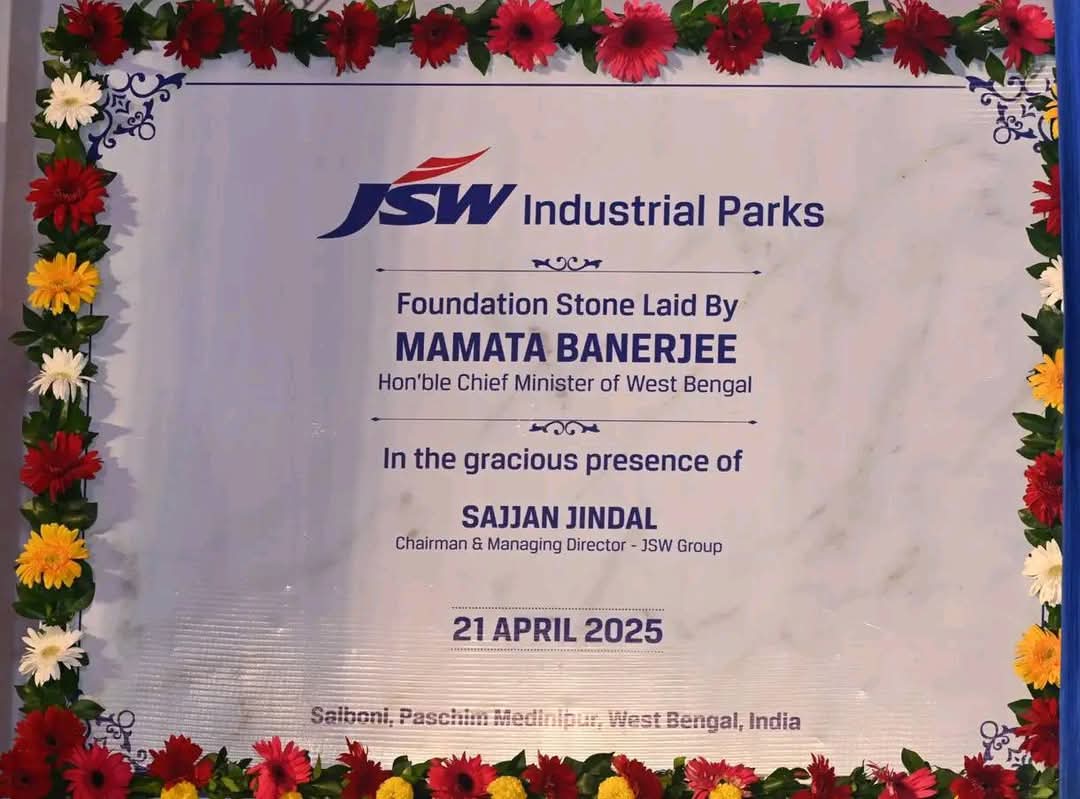 JSW Industrial Parks
Foundation Stone Laid By
MAMATA BANERJEE
Hon'ble Chief Minister of West Bengal
In the gracious presence of
SAJJAN JINDAL
Chairman & Managing Director - JSW Group
21 APRIL 2025
Salboni, Paschim Medinipur, West Bengal, India